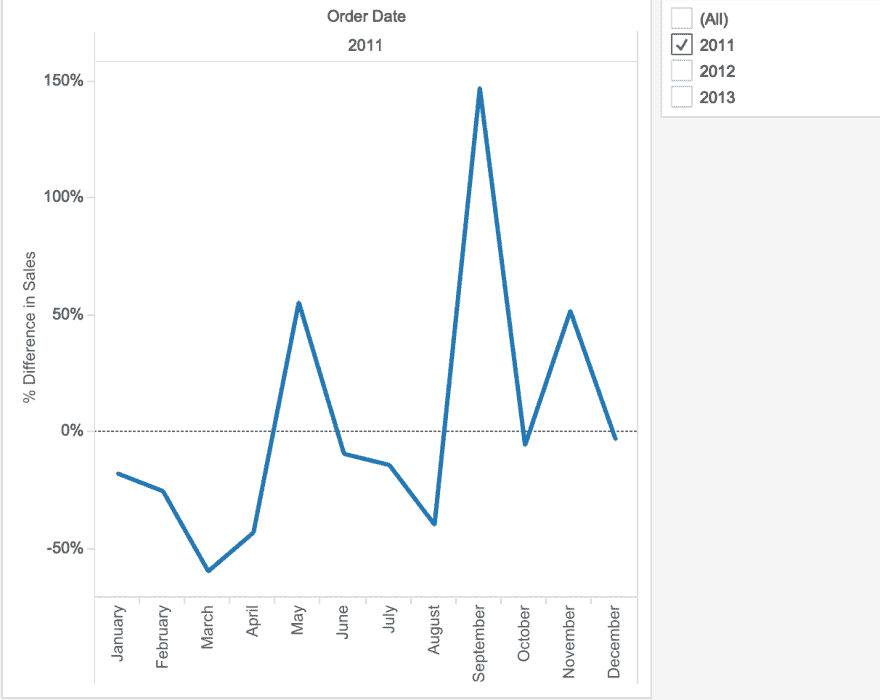 Order Date
2011
150%
100%
50%
0%
-50%
% Difference in Sales
January
February
March
April
May
June
July
August
September
October
November
December
(All)
2011
2012
2013